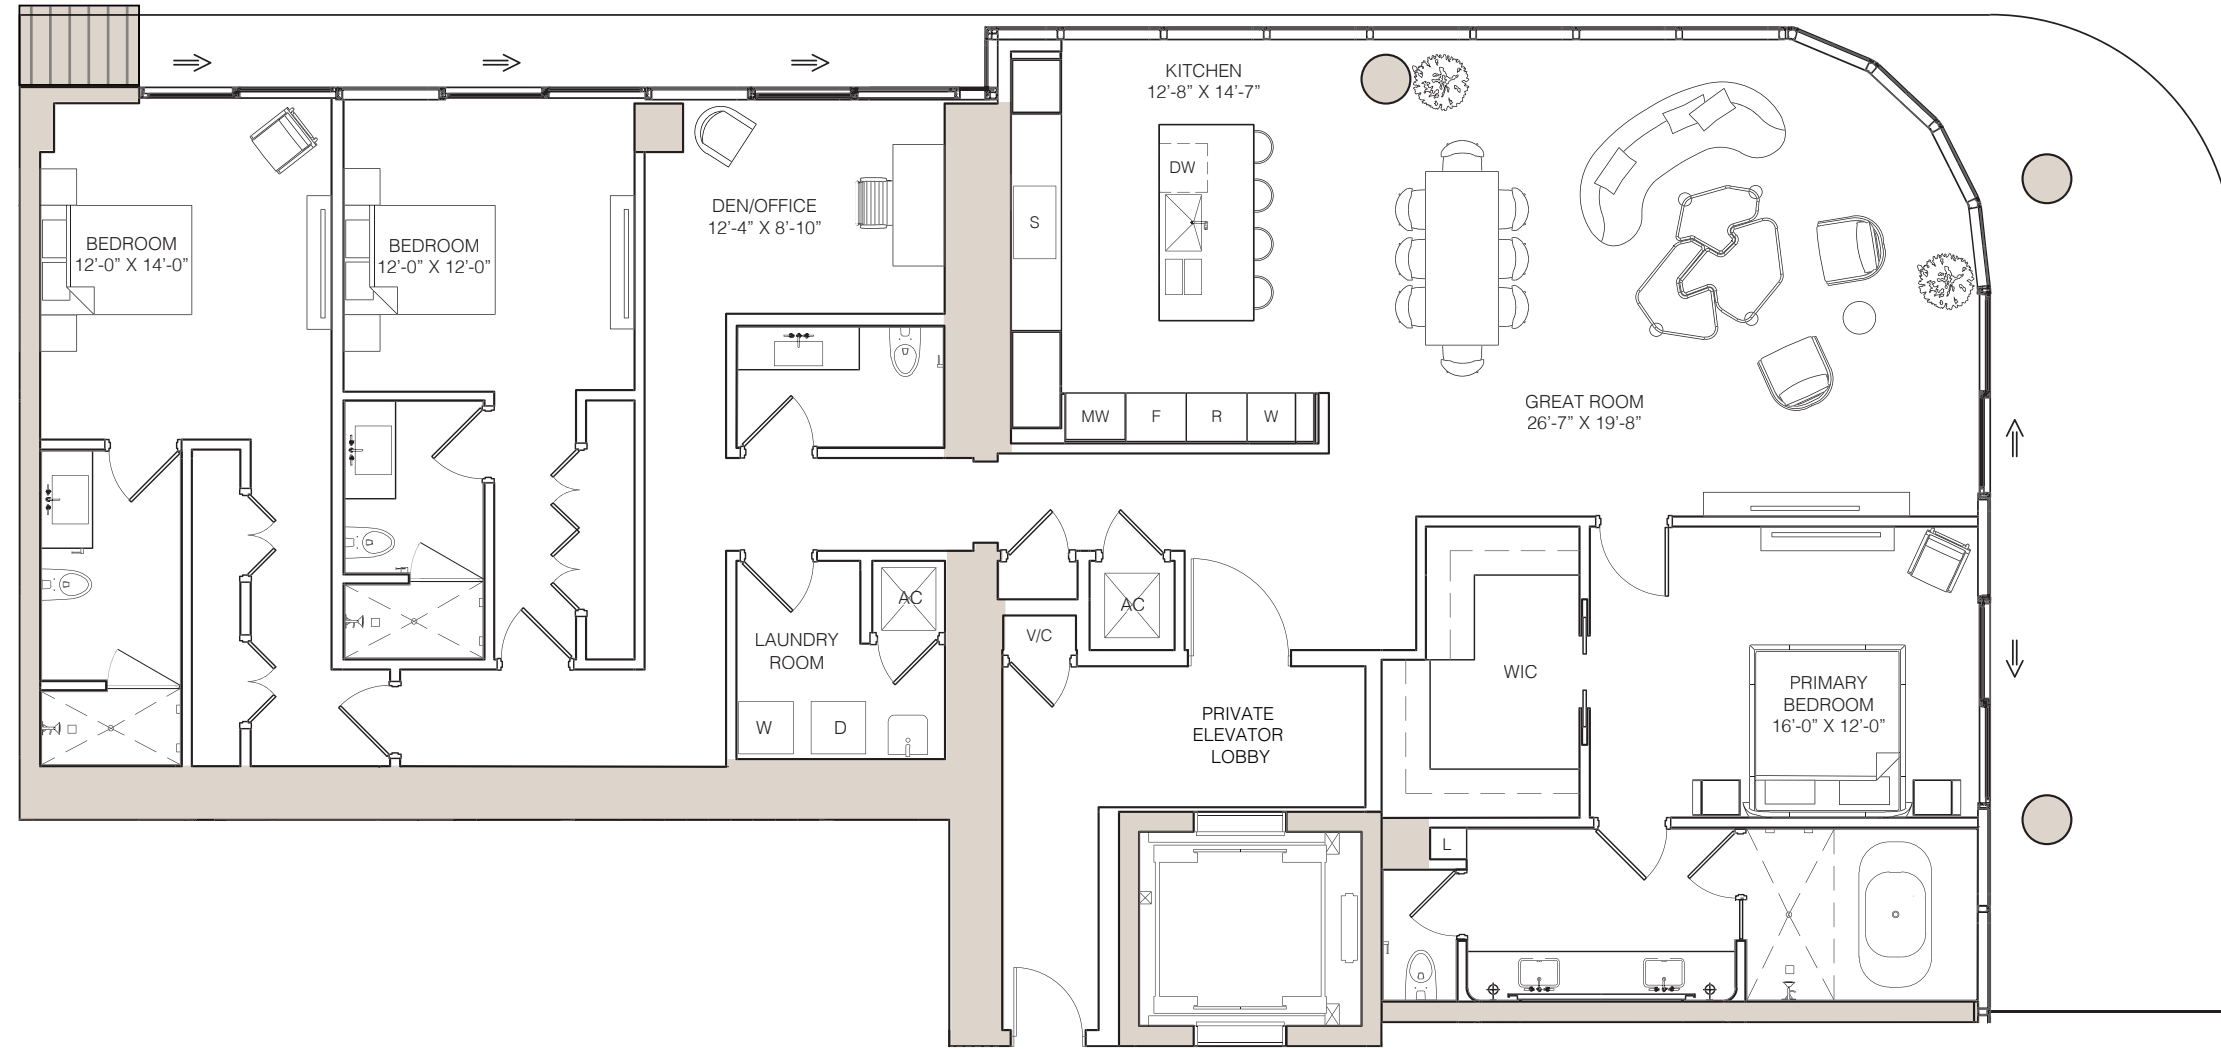 KITCHEN
12'-8" X 14'-7"
DW
S
DEN/OFFICE
12'-4" X 8'-10"
BEDROOM
12'-0" X 14'-0"
BEDROOM
12'-0" X 12'-0"
MW
F
R
W
GREAT ROOM
26'-7" X 19'-8"
AC
AC
V/C
LAUNDRY
ROOM
W
D
WIC
PRIVATE
ELEVATOR
LOBBY
PRIMARY
BEDROOM
16'-0" X 12'-0"
L